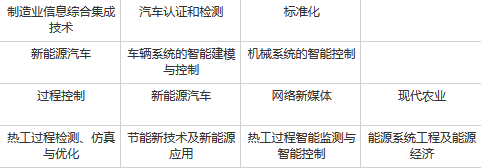 制造业信息综合集成 汽车认证和检测 标准化
技术
新能源汽车 车辆系统的智能建模 机械系统的智能控制
与控制
过程控制 新能源汽车 网络新媒体 现代农业
热工过程检测、仿真 节能新技术及新能源 热工过程智能监测与 能源系统工程及能源
与优化 应用 智能控制 经济